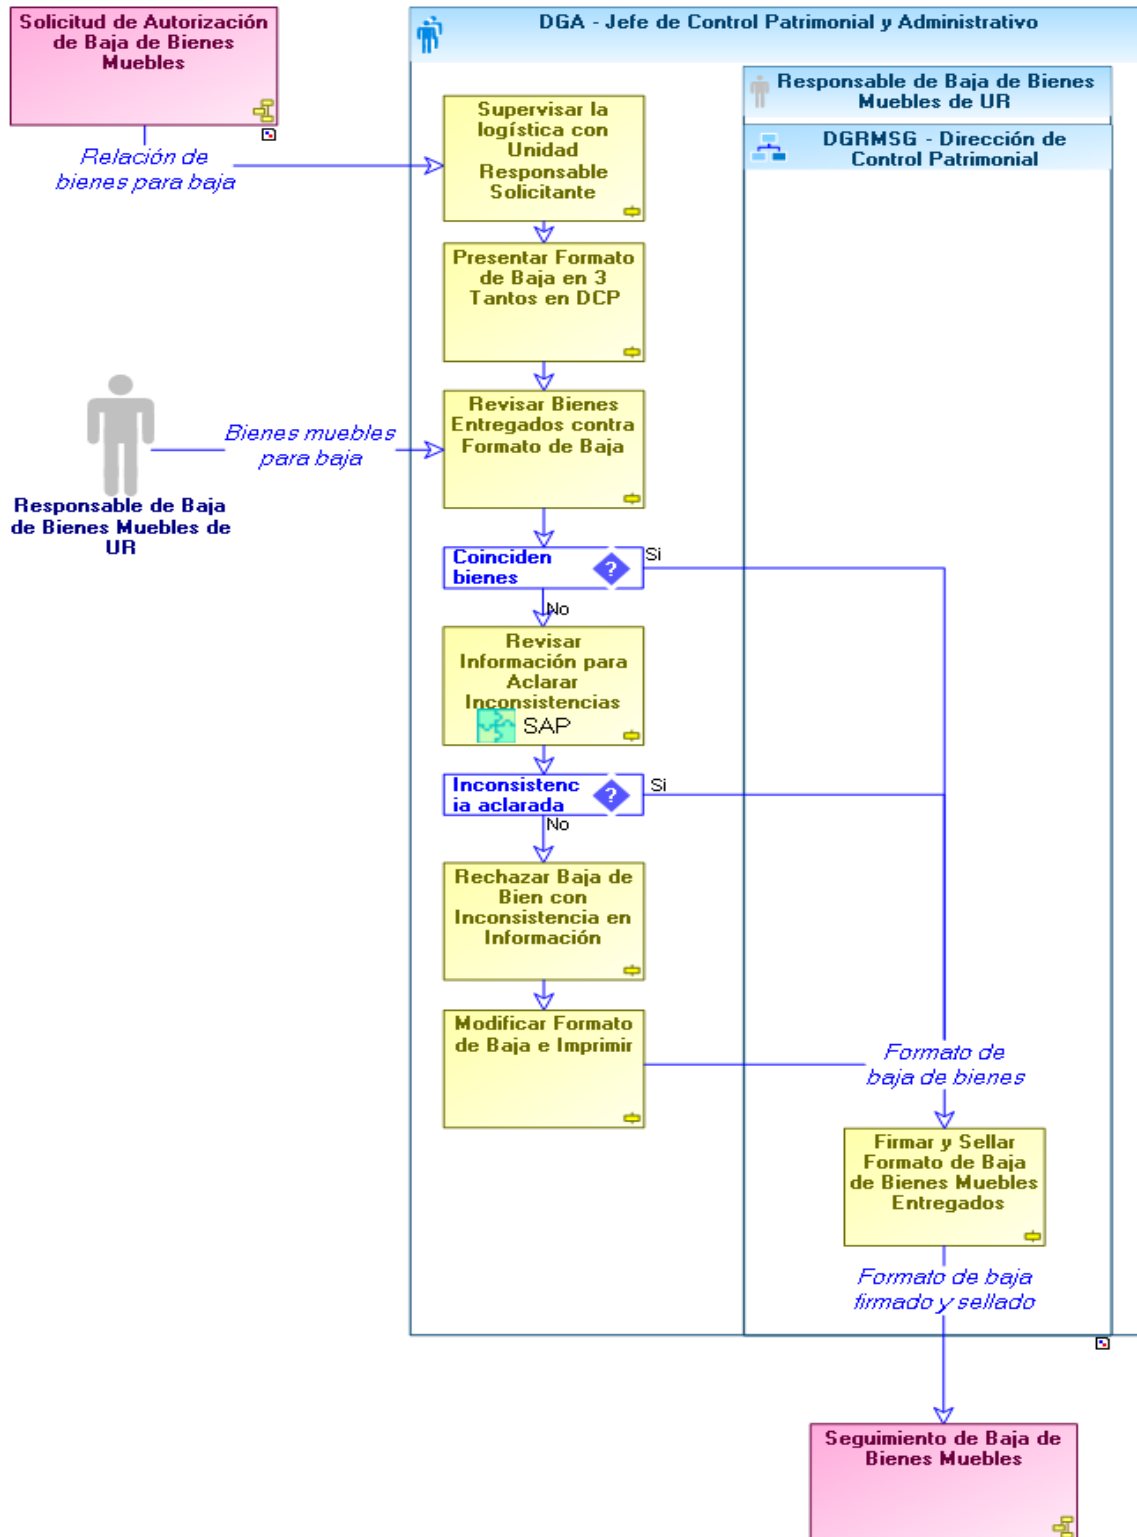 Solicitud de Autorización
de Baja de Bienes
Muebles
DGA - Jefe de Control Patrimonial y Administrativo
Responsable de Baja de Bienes
Muebles de UR
DGRMSG - Dirección de
Control Patrimonial
Relación de
bienes para baja
Supervisar la
logística con
Unidad
Responsable
Solicitante
Presentar Formato
de Baja en 3
Tantos en DCP
Responsable de Baja
de Bienes Muebles de
UR
Bienes muebles
para baja
Revisar Bienes
Entregados contra
Formato de Baja
Coinciden
bienes
?
Si
No
Revisar
Información para
Aclarar
Inconsistencias
SAP
Inconsistenc
ia aclarada
?
Si
No
Rechazar Baja de
Bien con
Inconsistencia en
Información
Modificar Formato
de Baja e Imprimir
Formato de
baja de bienes
Firmar y Sellar
Formato de Baja
de Bienes Muebles
Entregados
Formato de baja
firmado y sellado
Seguimiento de Baja de
Bienes Muebles